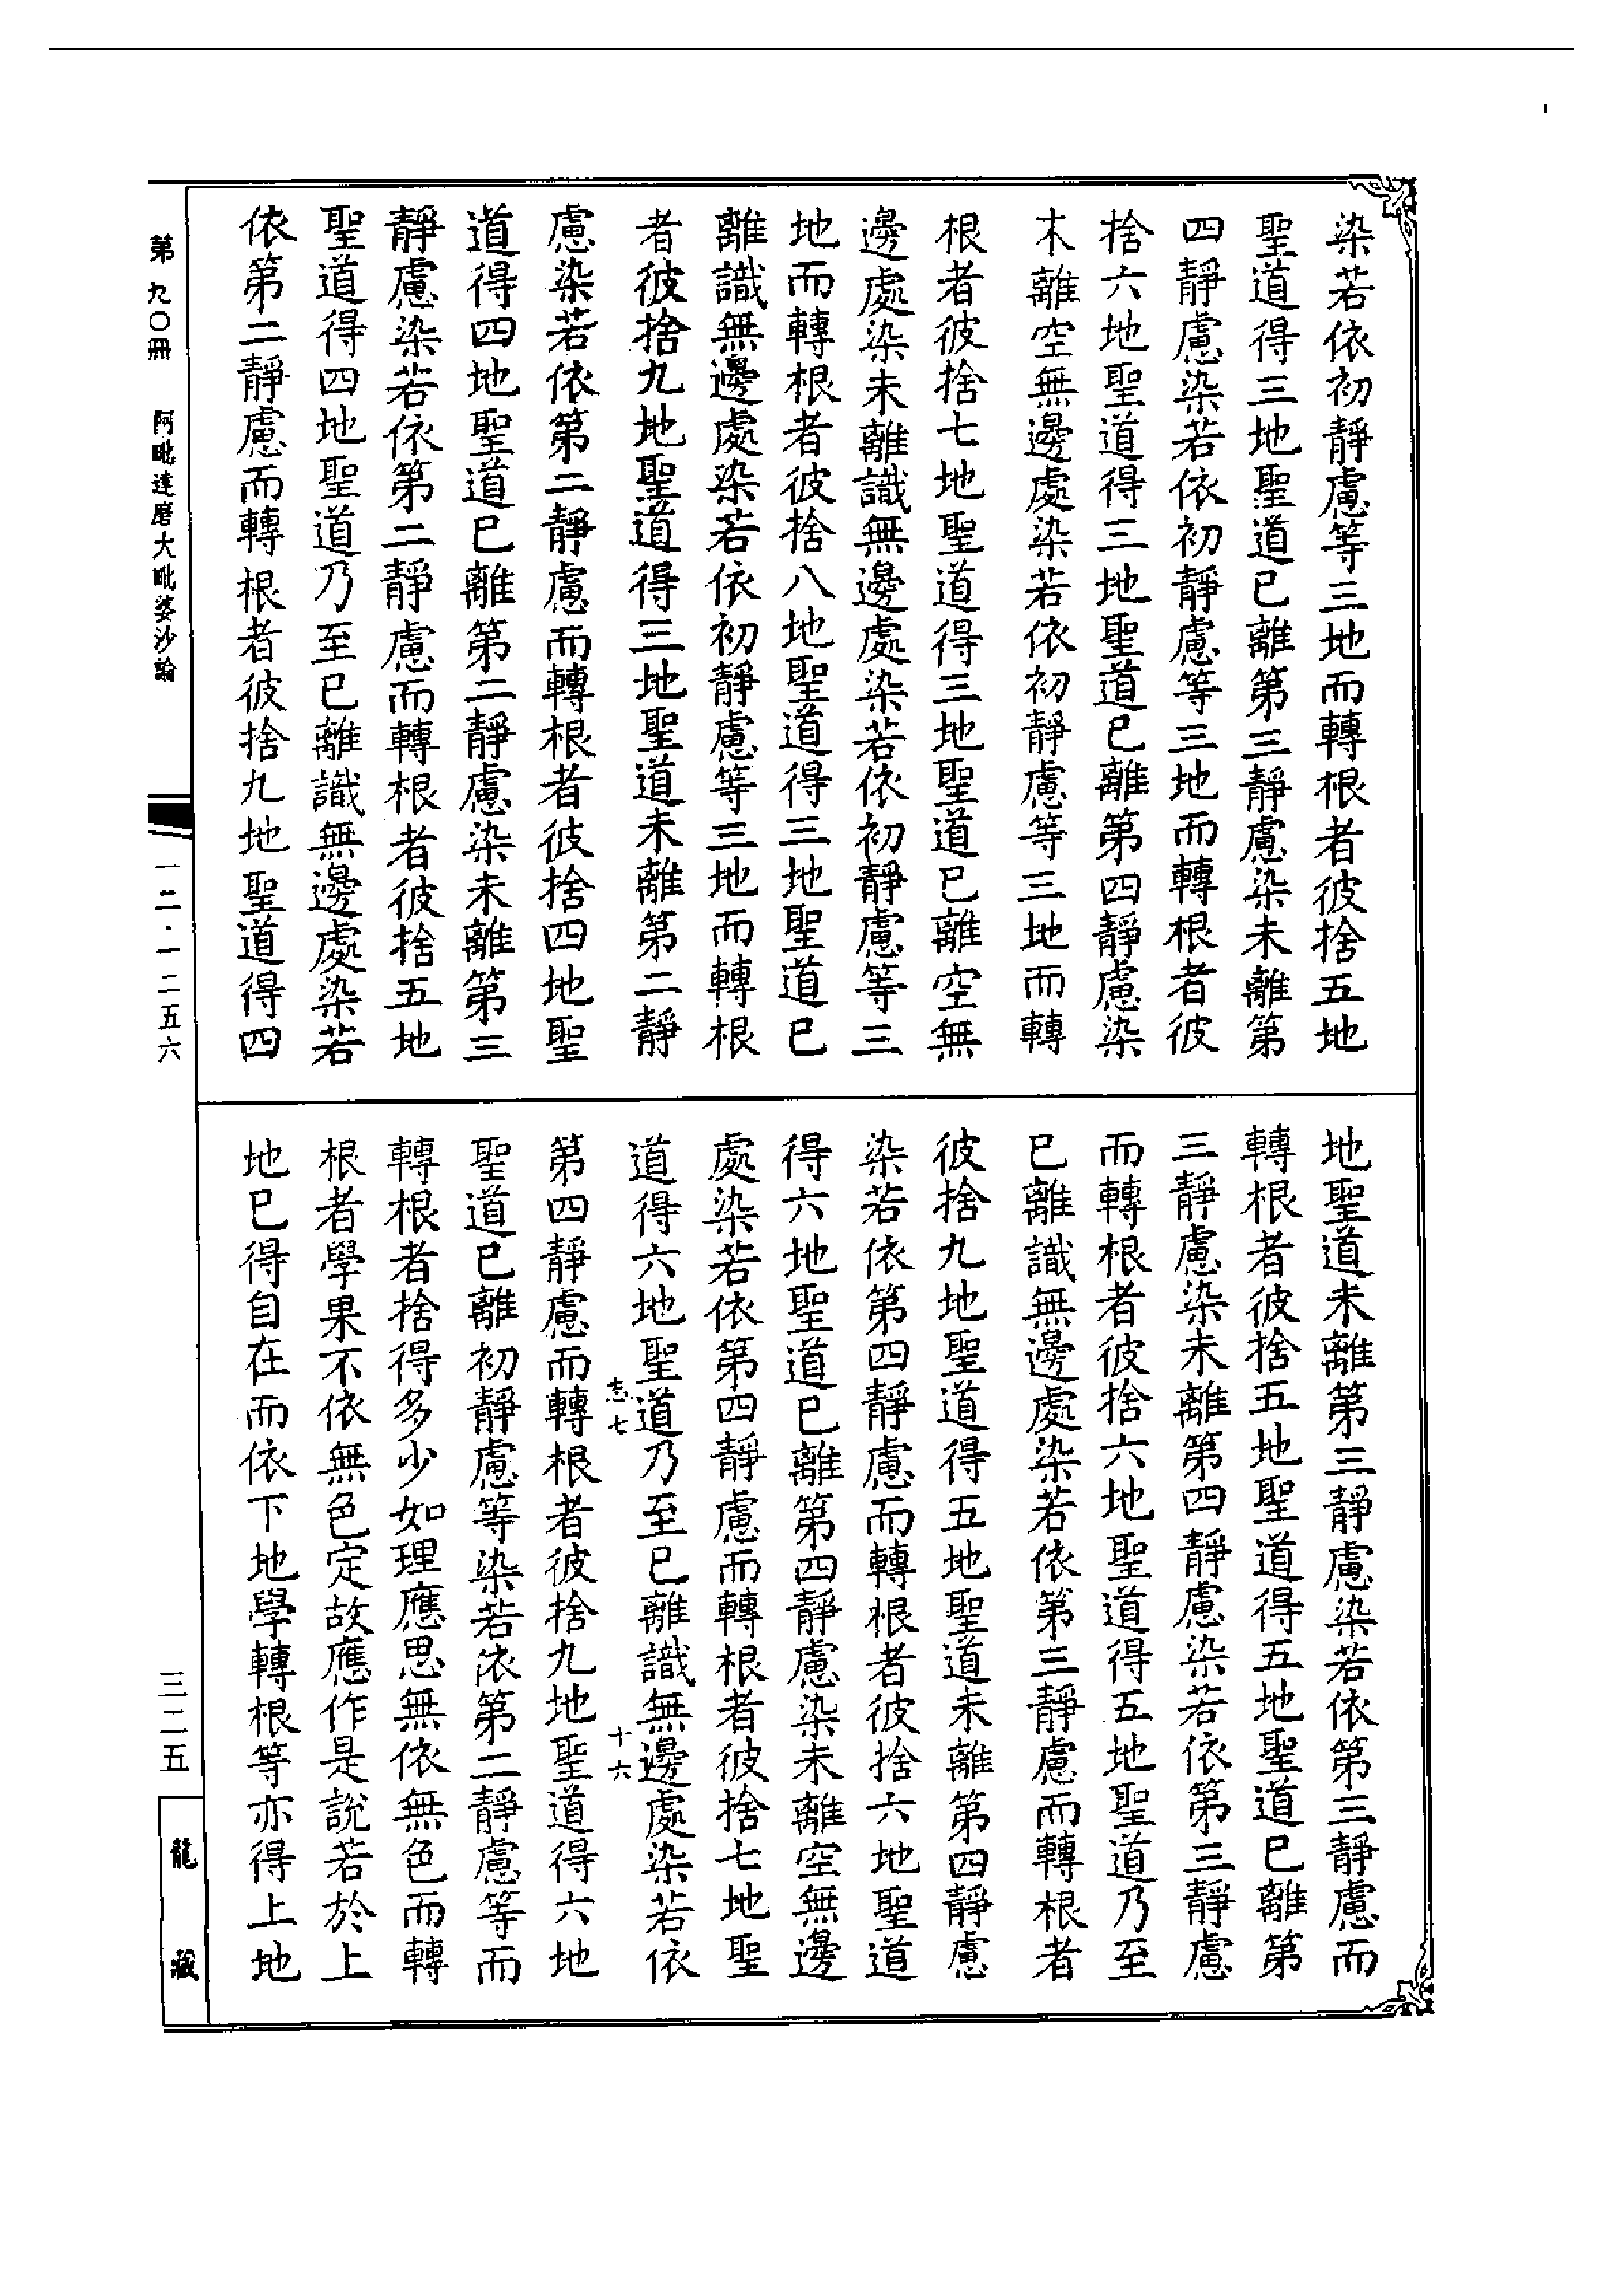 染若依初靜慮等三地而轉根者彼捨五地
聖道得三地聖道已離第三靜慮染未離第
四靜慮染若依初靜慮等三地而轉根者彼
捨六地聖道得三地聖道已離第四靜慮染
未離空無邊處染若依初靜慮等三地而轉
根者彼捨七地聖道得三地聖道已離空無
邊處染未離識無邊處染若依初靜慮等三
地而轉根者彼捨八地聖道得三地聖道已
離識無邊處染若依初靜慮等三地而轉根
者彼捨九地聖道得三地聖道未離第二靜
慮染若依第二靜慮而轉根者彼捨四地聖
道得四地聖道已離第二靜慮染未離第三
靜慮染若依第二靜慮而轉根者彼捨五地
聖道得四地聖道乃至已離識無邊處染若
依第二靜慮而轉根者彼捨九地聖道得四
地聖道未離第三靜慮染若依第三靜慮而
轉根者彼捨五地聖道得五地聖道已離第
三靜慮染未離第四靜慮染若依第三靜慮
而轉根者彼捨六地聖道得五地聖道乃至
已離識無邊處染若依第三靜慮而轉根者
彼捨九地聖道得五地聖道未離第四靜慮
染若依第四靜慮而轉根者彼捨六地聖道
得六地聖道已離第四靜慮染未離空無邊
處染若依第四靜慮而轉根者彼捨七地聖
道得六地聖道乃至已離識無邊處染若依
志七 十六
第四靜慮而轉根者彼捨九地聖道得六地
聖道已離初靜慮等染若依第二靜慮等而
轉根者捨得多少如理應思無依無色而轉
根者學果不依無色定故應作是說若於上
地已得自在而依下地學轉根等亦得上地
第九〇冊 阿毗達磨大毗婆沙論
一二·一二五六
三二五
龍藏